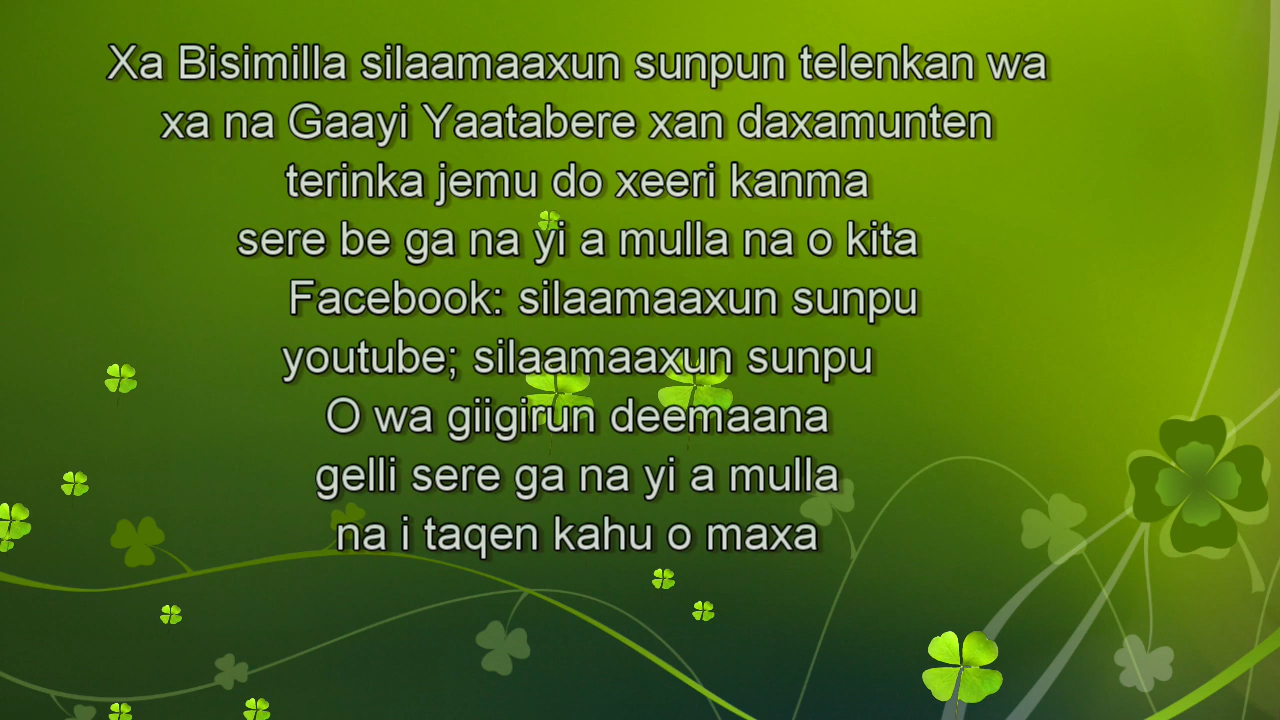 Xa Bisimilla silaamaaxun sunpun telenkan wa
xa na Gaayi Yaatabere xan daxamunten
terinka jemu do xeeri kanma
sere be ga na yi a mulla na o kita
Facebook: silaamaaxun sunpu
youtube; silaamaaxun sunpu
O wa giigirun deemaana
gelli sere ga na yi a mulla
na i taqen kahu o maxa